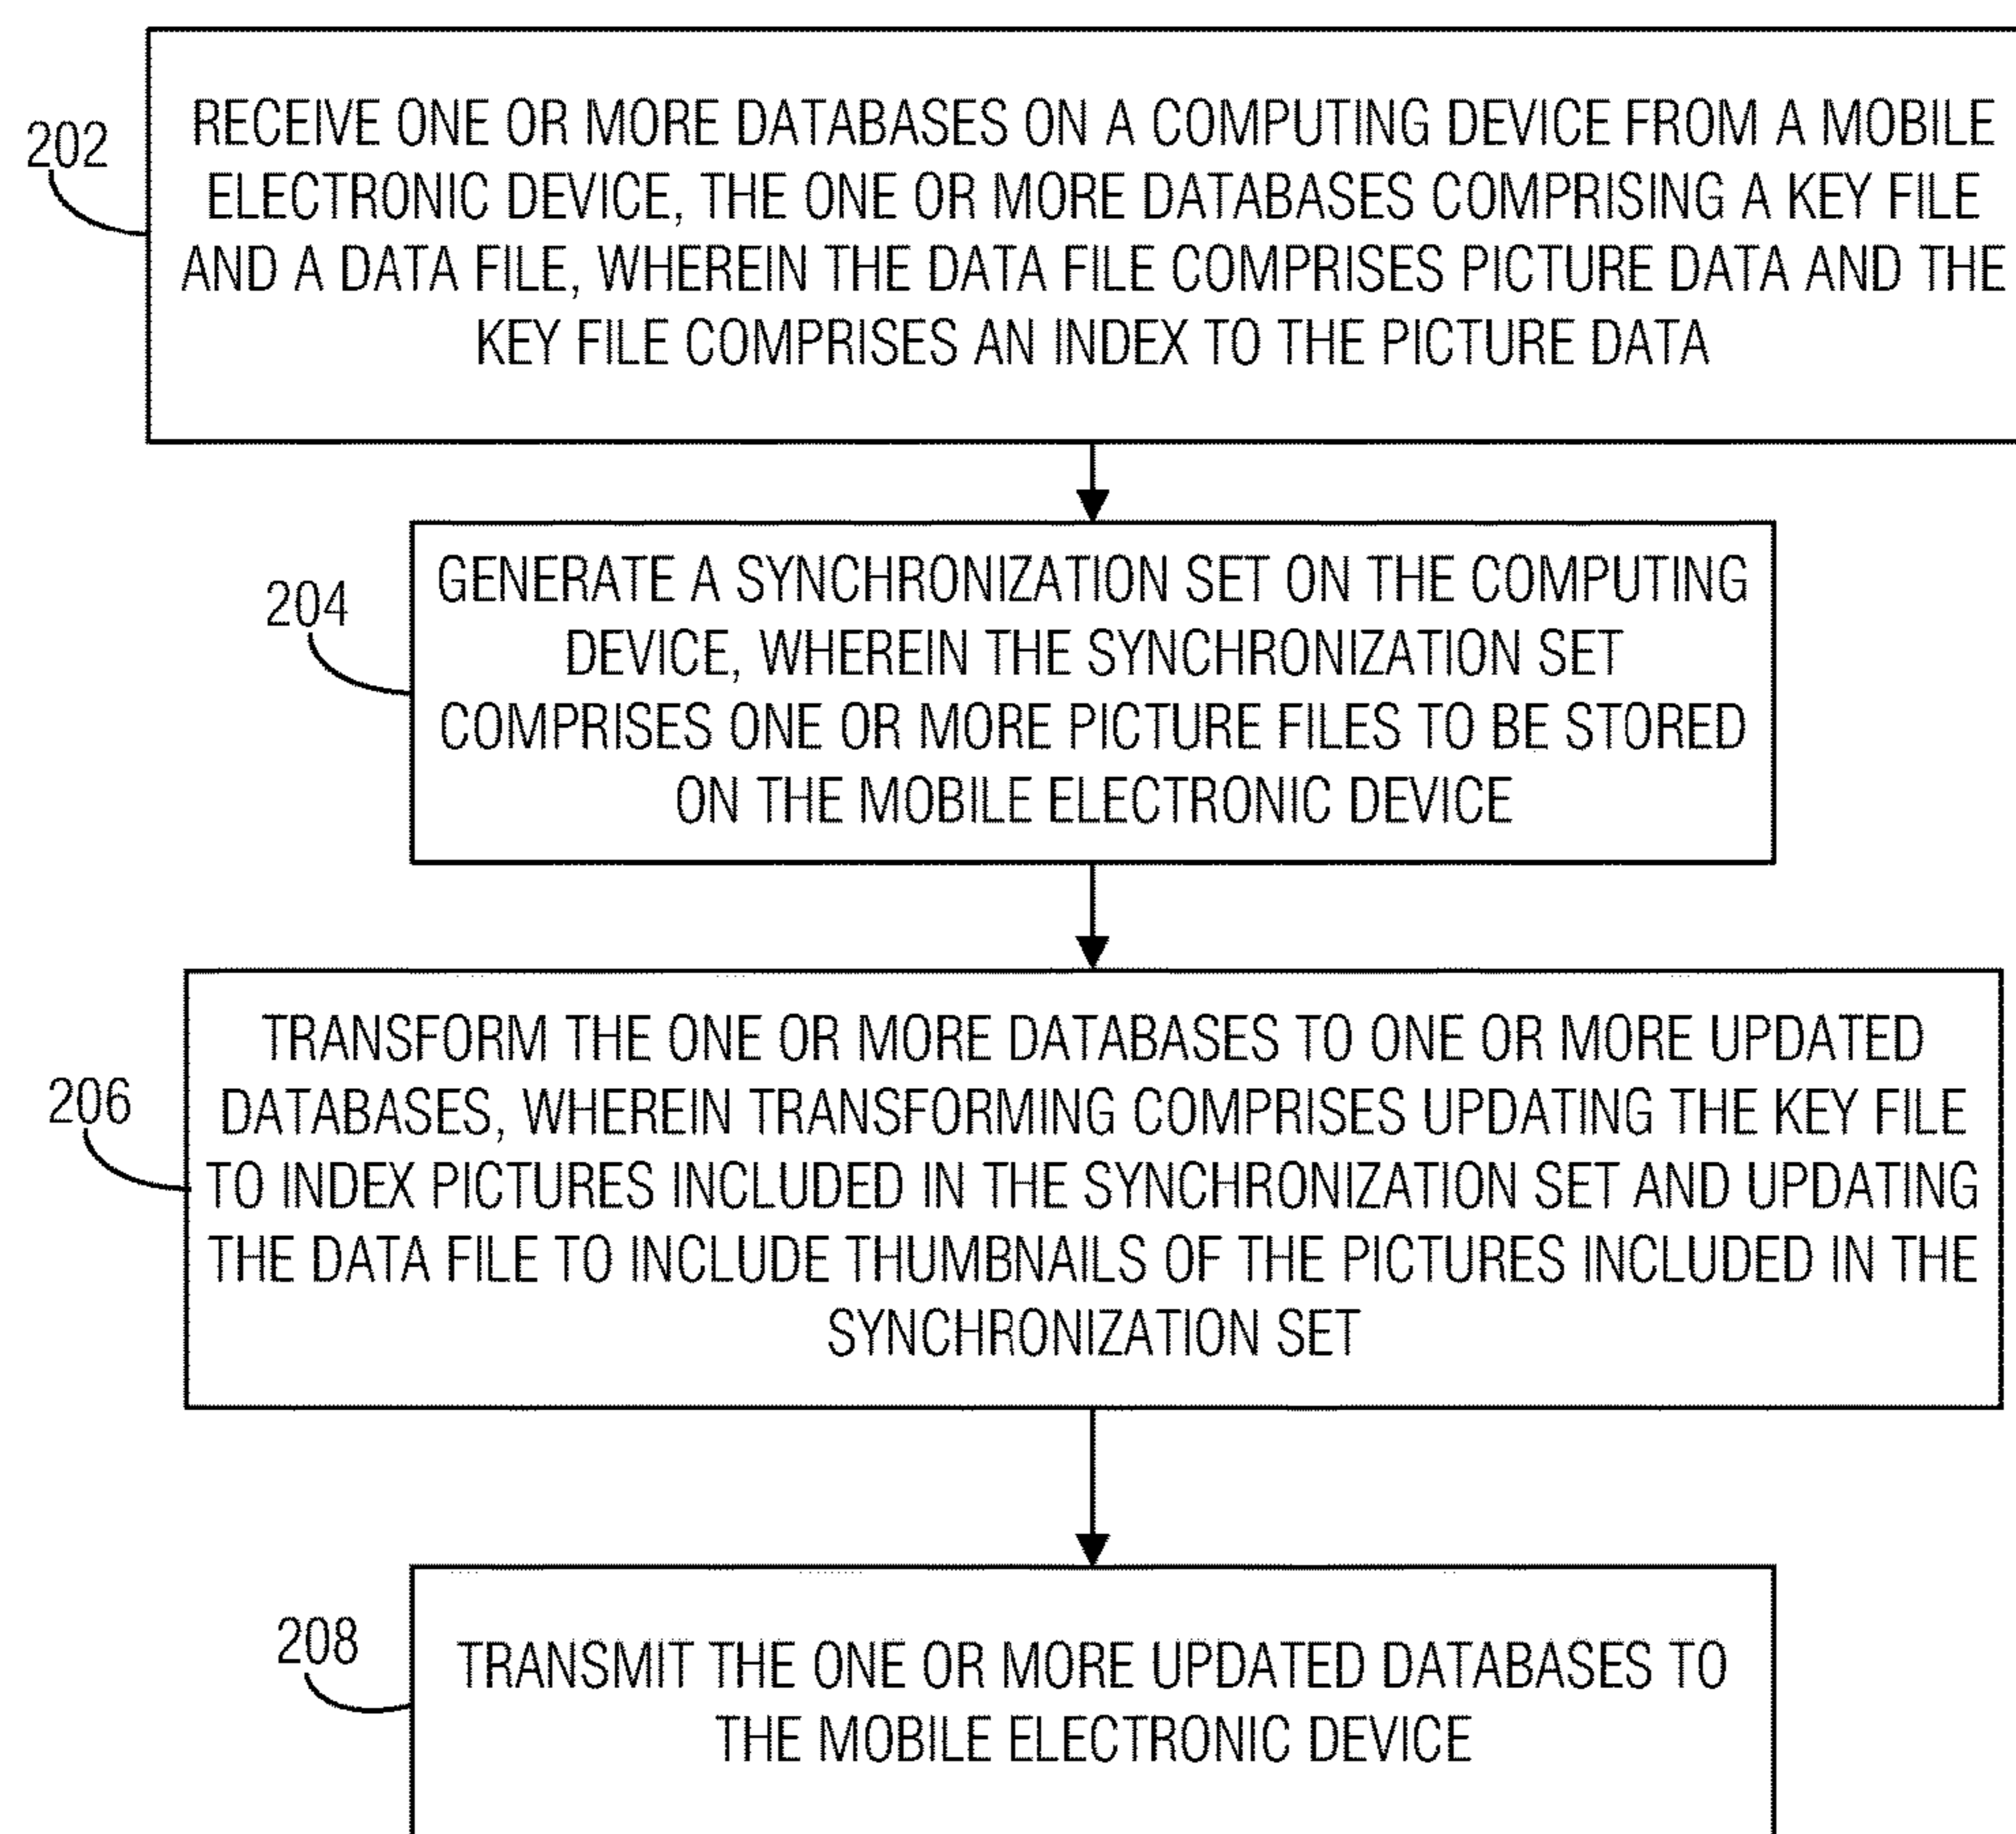 202
RECEIVE ONE OR MORE DATABASES ON A COMPUTING DEVICE FROM A MOBILE
ELECTRONIC DEVICE, THE ONE OR MORE DATABASES COMPRISING A KEY FILE
AND A DATA FILE, WHEREIN THE DATA FILE COMPRISES PICTURE DATA AND THE
KEY FILE COMPRISES AN INDEX TO THE PICTURE DATA
204
GENERATE A SYNCHRONIZATION SET ON THE COMPUTING
DEVICE, WHEREIN THE SYNCHRONIZATION SET
COMPRISES ONE OR MORE PICTURE FILES TO BE STORED
ON THE MOBILE ELECTRONIC DEVICE
206
TRANSFORM THE ONE OR MORE DATABASES TO ONE OR MORE UPDATED
DATABASES, WHEREIN TRANSFORMING COMPRISES UPDATING THE KEY FILE
TO INDEX PICTURES INCLUDED IN THE SYNCHRONIZATION SET AND UPDATING
THE DATA FILE TO INCLUDE THUMBNAILS OF THE PICTURES INCLUDED IN THE
SYNCHRONIZATION SET
208
TRANSMIT THE ONE OR MORE UPDATED DATABASES TO
THE MOBILE ELECTRONIC DEVICE